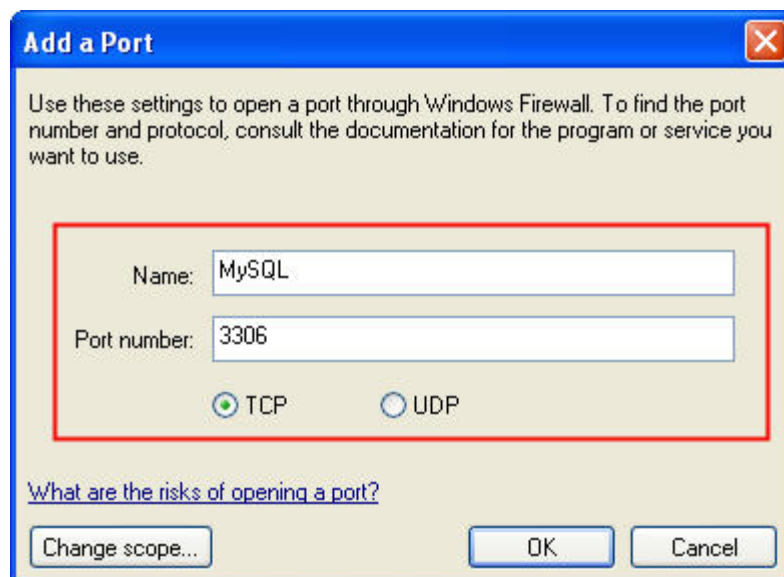 Add a Port
Use these settings to open a port through Windows Firewall. To find the port
number and protocol, consult the documentation for the program or service you
want to use.
Name: MySQL
Port number: 3306
TCP UDP
What are the risks of opening a port?
Change scope... OK Cancel